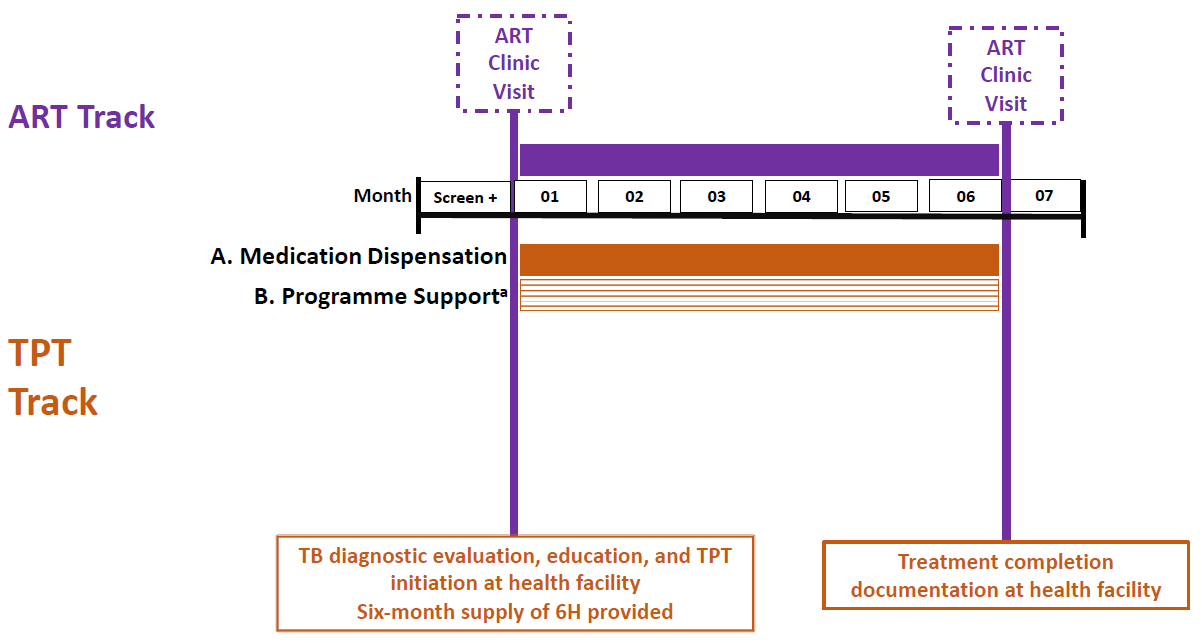 ART
Clinic
Visit
ART
Clinic
Visit
ART Track
Month
Screen +
01
02
03
04
05
06
07
A. Medication Dispensation
B. Programme Supportᵃ
TPT
Track
TB diagnostic evaluation, education, and TPT
initiation at health facility
Six-month supply of 6H provided
Treatment completion
documentation at health facility